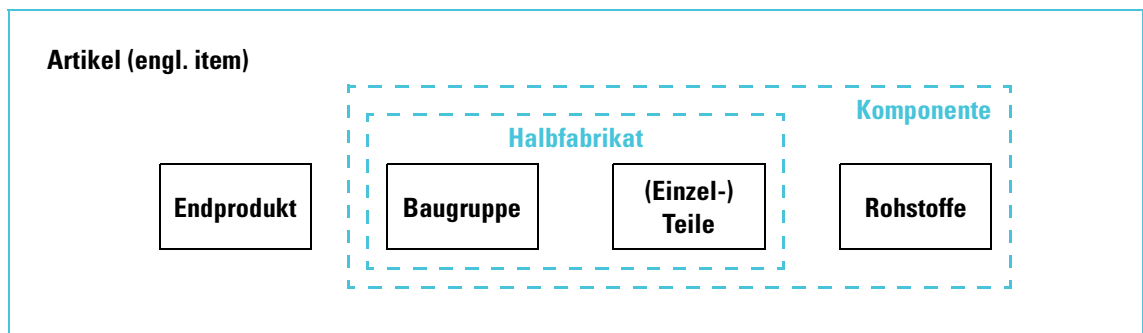 Artikel (engl. item)
Komponente
Halbfabrikat
Endprodukt
Baugruppe
(Einzel-)
Teile
Rohstoffe